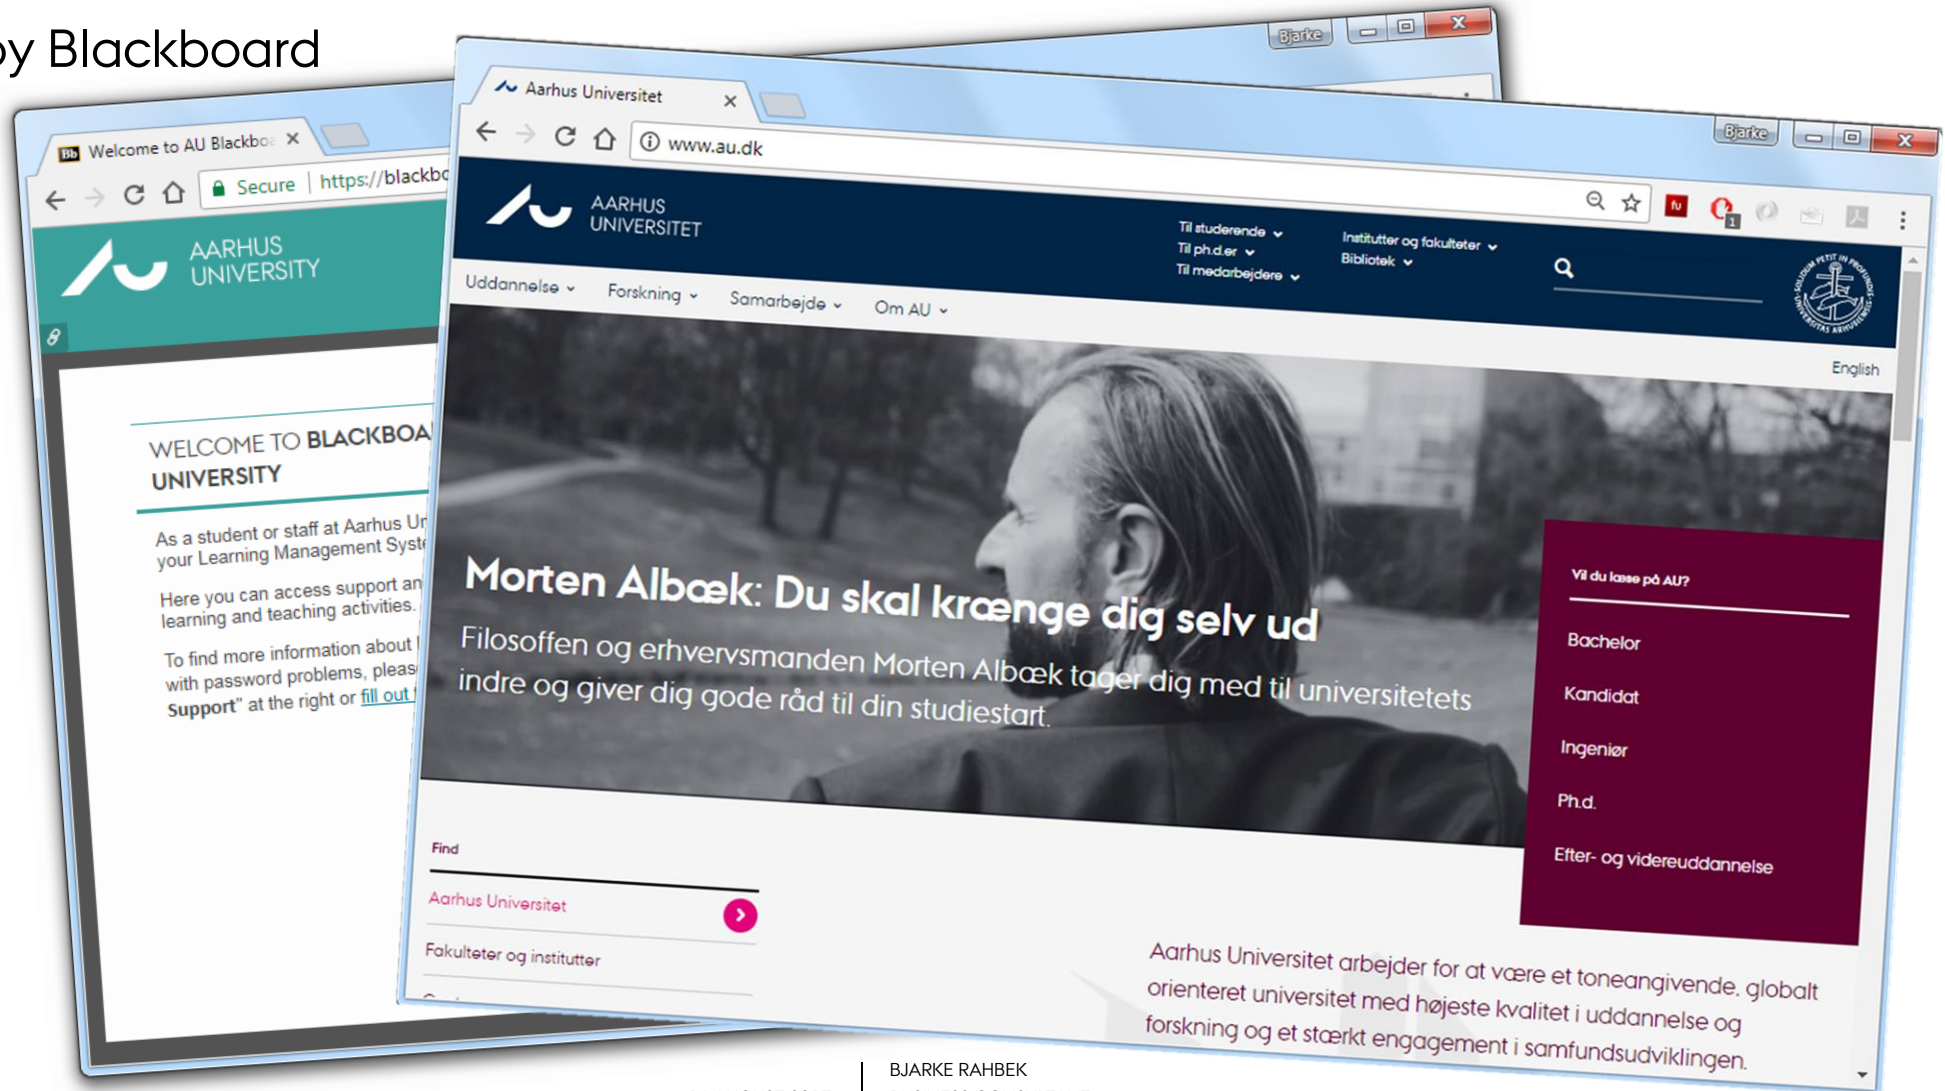 by Blackboard
Bjarke
Welcome to AU Blackboa
Secure | https://blackbo
AARHUS
UNIVERSITY
WELCOME TO BLACKBOA
UNIVERSITY
As a student or staff at Aarhus Un
your Learning Management Syste
Here you can access support an
learning and teaching activities.
To find more information about
with password problems, pleas
Support" at the right or fill out
Aarhus Universitet
Bjarke
www.au.dk
AARHUS
UNIVERSITET
Til studerende
Til ph.d.er
Til medarbejdere
Institutter og fakulteter
Bibliotek
Uddannelse Forskning Samarbejde Om AU
English
Morten Albæk: Du skal krænge dig selv ud
Filosoffen og erhvervsmanden Morten Albæk tager dig med til universitetets
indre og giver dig gode råd til din studiestart.
Vil du læse på AU?
Bachelor
Kandidat
Ingeniør
Ph.d.
Efter- og videreuddannelse
Find
Aarhus Universitet
Fakulteter og institutter
Aarhus Universitet arbejder for at være et toneangivende, globalt
orienteret universitet med højeste kvalitet i uddannelse og
forskning og et stærkt engagement i samfundsudviklingen.
BJARKE RAHBEK